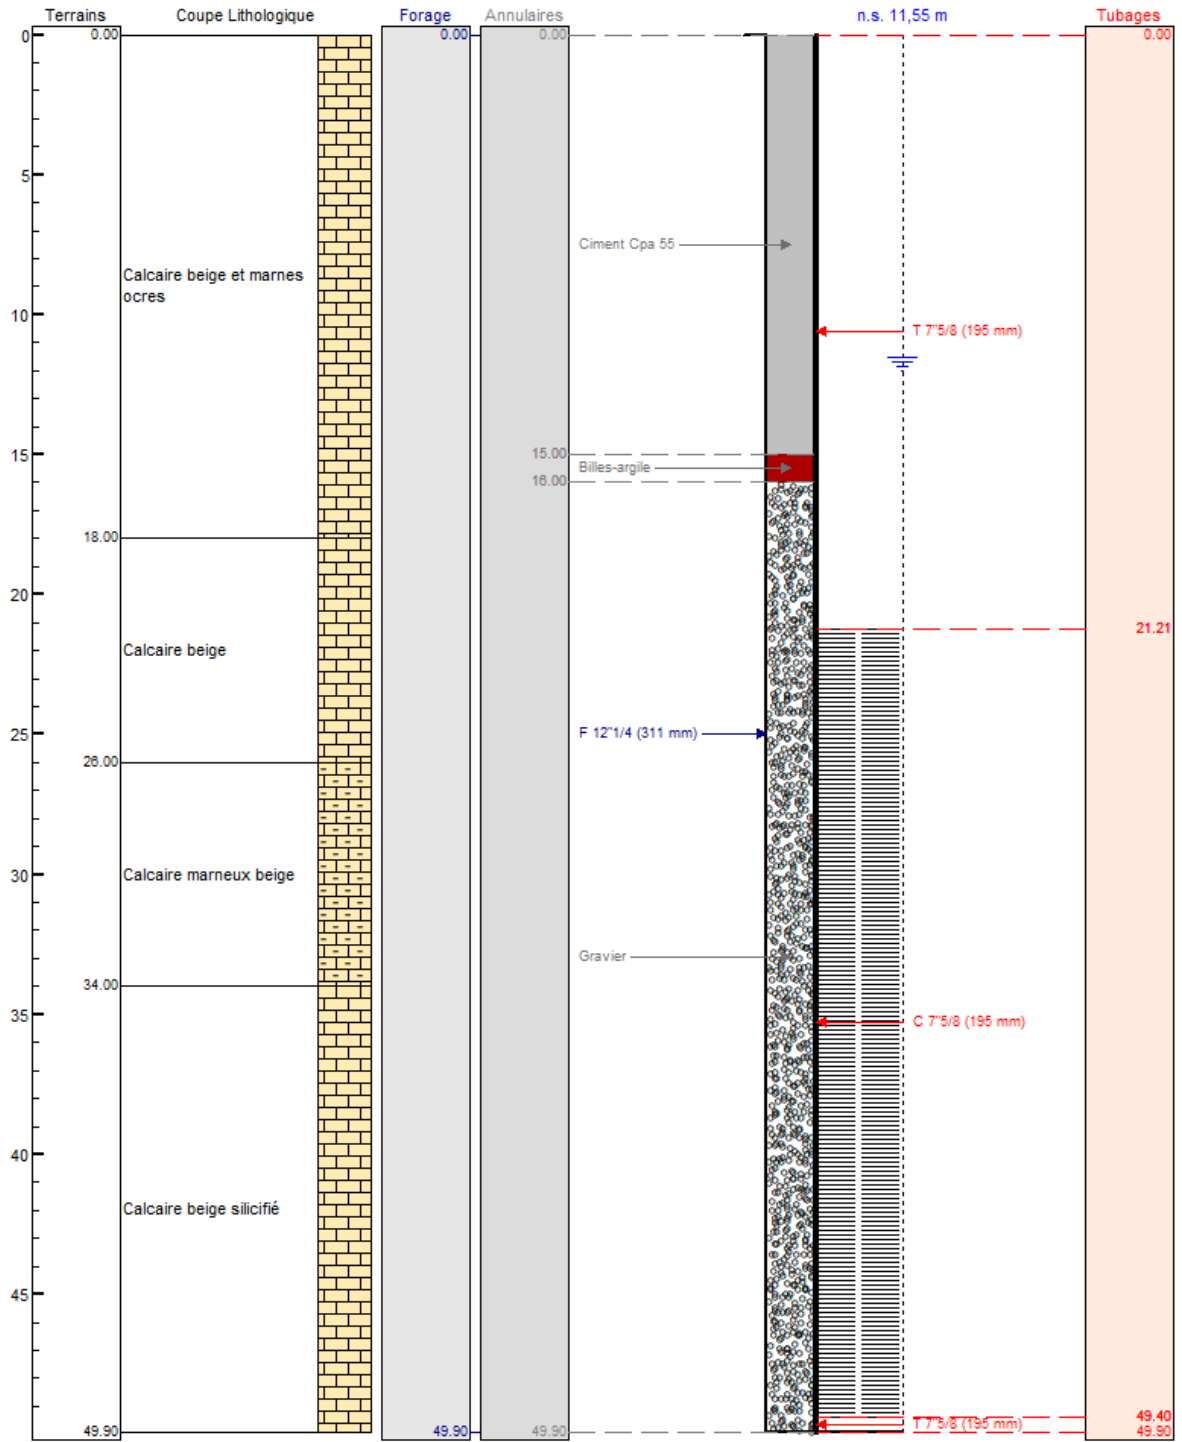 Terrains Coupe Lithologique Forage Annulaires n.s. 11,55 m Tubages
0 0.00 0.00 0.00 0.00
5
Ciment Cpa 55
Calcaire beige et marnes
ocres
10
T 7"5/8 (195 mm)
15 15.00
Billes-argile
16.00
18.00
20
21.21
Calcaire beige
25 F 12"1/4 (311 mm)
26.00
30 Calcaire marneux beige
Gravier
34.00
35 C 7"5/8 (195 mm)
40
Calcaire beige silicifié
45
49.40
T 7"5/8 (195 mm)
49.90 49.90 49.90 49.90